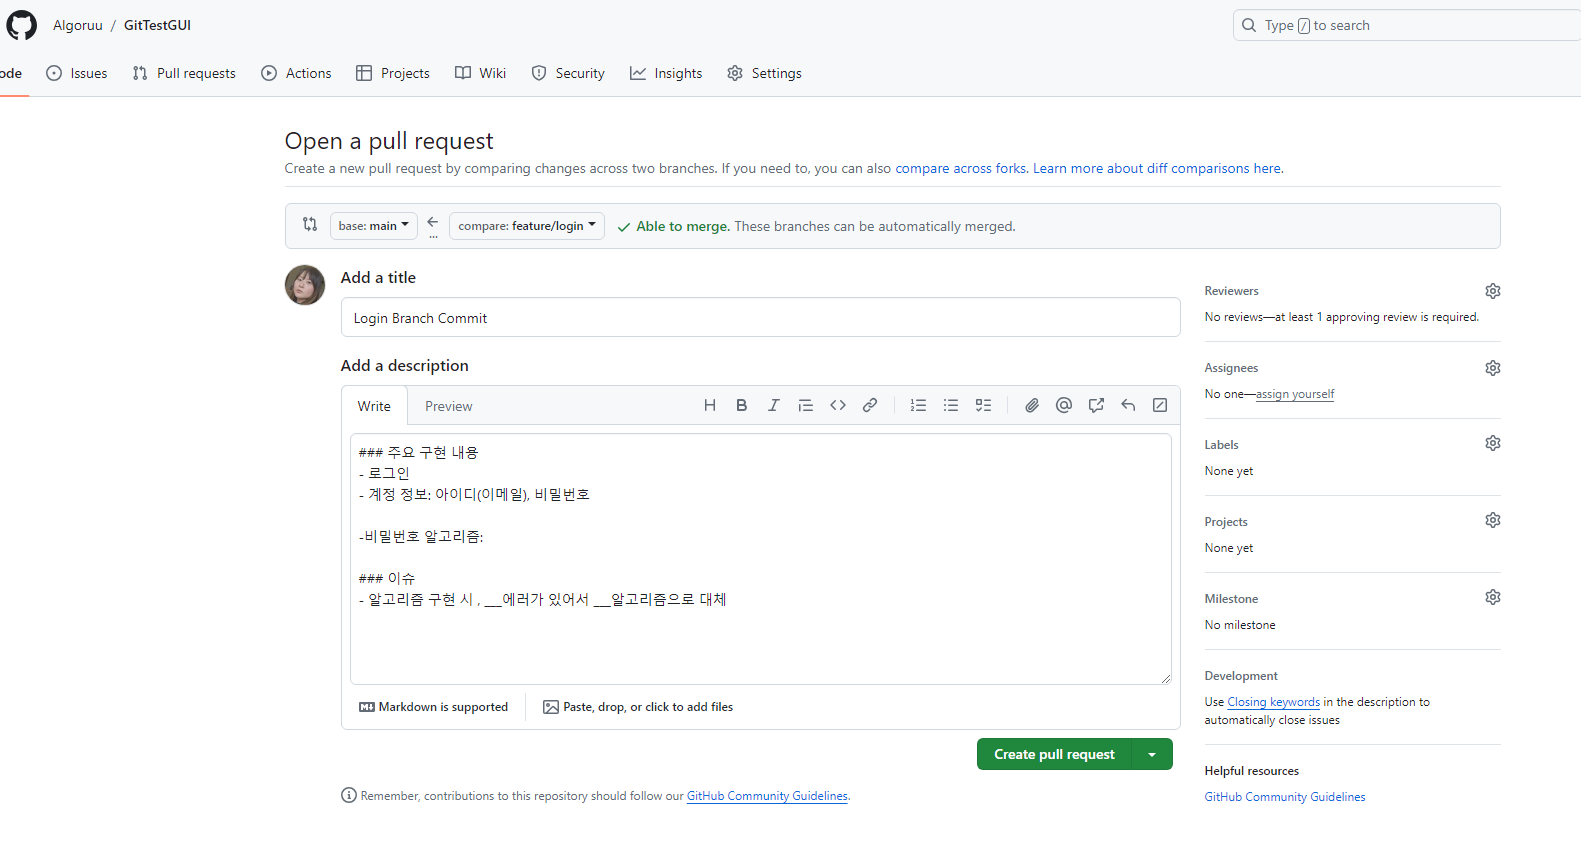 Algoruu / GitTestGUI
Type / to search
ode Issues Pull requests Actions Projects Wiki Security Insights Settings
Open a pull request
Create a new pull request by comparing changes across two branches. If you need to, you can also compare across forks. Learn more about diff comparisons here.
base: main ← ... compare: feature/login Able to merge. These branches can be automatically merged.
Add a title
Login Branch Commit
Add a description
Write Preview
### 주요 구현 내용
- 로그인
- 계정 정보: 아이디(이메일), 비밀번호
-비밀번호 알고리즘:
### 이슈
- 알고리즘 구현 시 , ___에러가 있어서 ___알고리즘으로 대체
Markdown is supported Paste, drop, or click to add files
Create pull request
Remember, contributions to this repository should follow our GitHub Community Guidelines.
Reviewers
No reviews—at least 1 approving review is required.
Assignees
No one—assign yourself
Labels
None yet
Projects
None yet
Milestone
No milestone
Development
Use Closing keywords in the description to
automatically close issues
Helpful resources
GitHub Community Guidelines